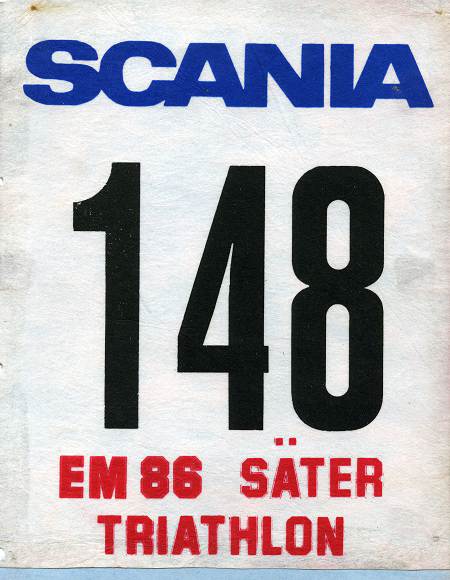 SCANIA
148
EM 86 SÄTER
TRIATHLON